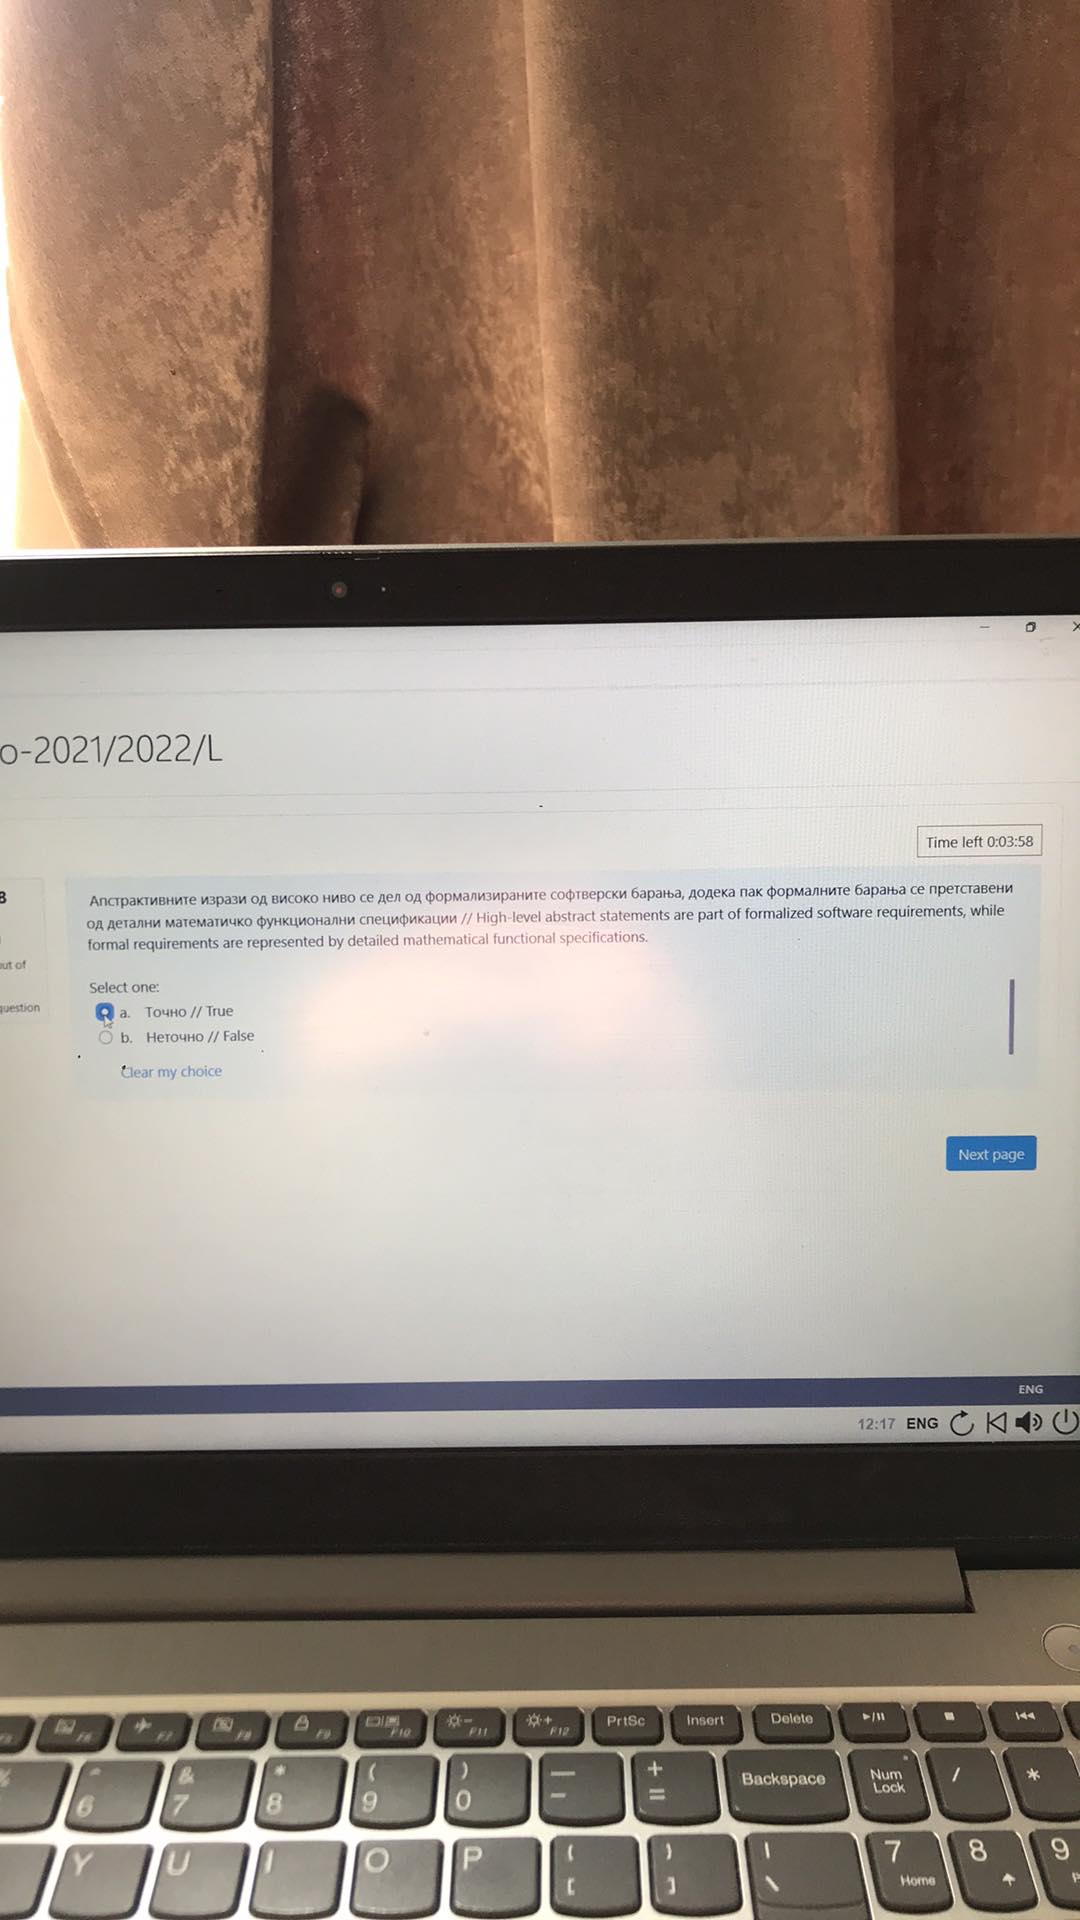 o-2021/2022/L
Time left 0:03:58
out of
question
Апстрактивните изрази од високо ниво се дел од формализираните софтверски барања, додека пак формалните барања се претставени
од детални математичко функционални спецификации // High-level abstract statements are part of formalized software requirements, while
formal requirements are represented by detailed mathematical functional specifications.
Select one:
a. Точно // True
b. Неточно // False
Clear my choice
Next page
ENG
12:17 ENG
F6 F7 F8 F9 F10 F11 F12 PrtSc Insert Delete
6 & 7 * 8 ( 9 ) 0 — - + = Backspace Num Lock / *
Y U I O P { [ } ] | \ 7 Home 8 9